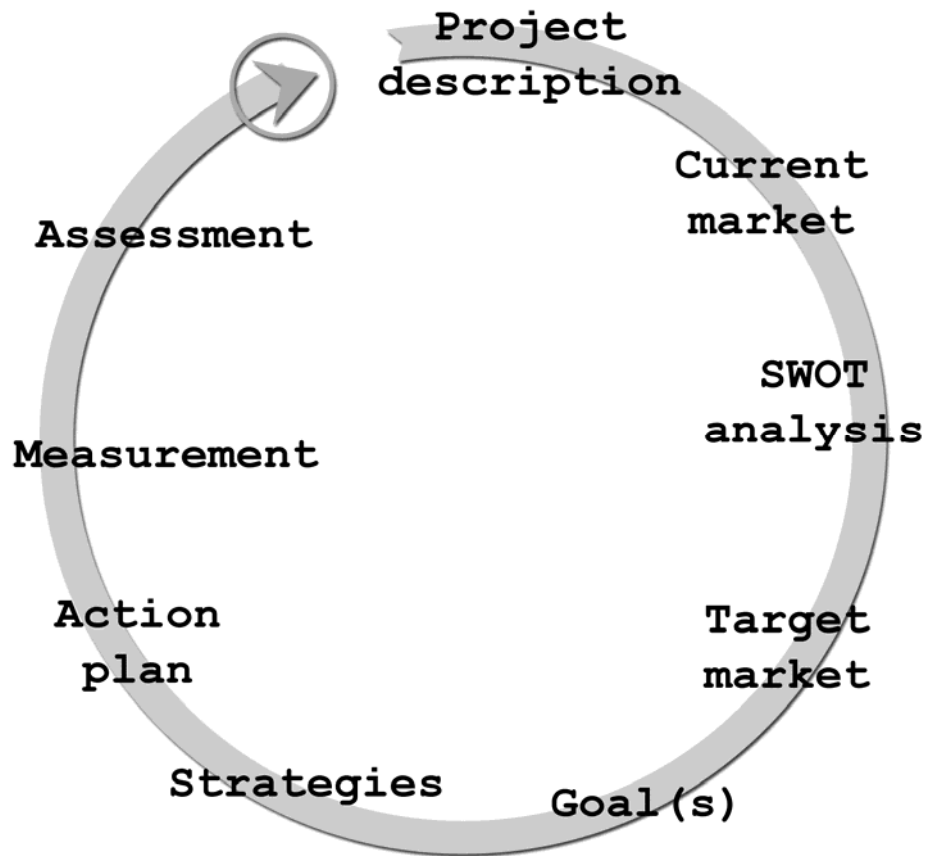 Project
description
Current
market
SWOT
analysis
Target
market
Goal(s)
Strategies
Action
plan
Measurement
Assessment